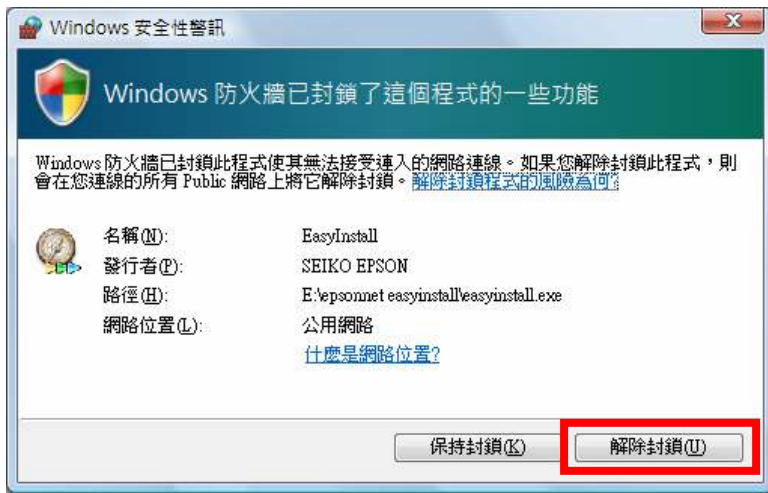 Windows 安全性警訊
Windows 防火牆已封鎖了這個程式的一些功能
Windows 防火牆已封鎖此程式使其無法接受連入的網路連線。如果您解除封鎖此程式，則
會在您連線的所有 Public 網路上將它解除封鎖。解除封鎖程式的風險為何?
名稱(N): EasyInstall
發行者(P): SEIKO EPSON
路徑(H): E:\epsonnet easyinstall\easyinstall.exe
網路位置(L): 公用網路
什麼是網路位置?
保持封鎖(K) 解除封鎖(U)